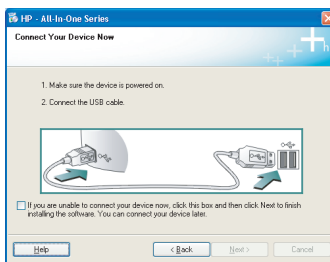 HP - All-In-One Series
Connect Your Device Now
h
1. Make sure the device is powered on.
2. Connect the USB cable.
If you are unable to connect your device now, click this box and then click Next to finish
installing the software. You can connect your device later.
Help
< Back
Next >
Cancel